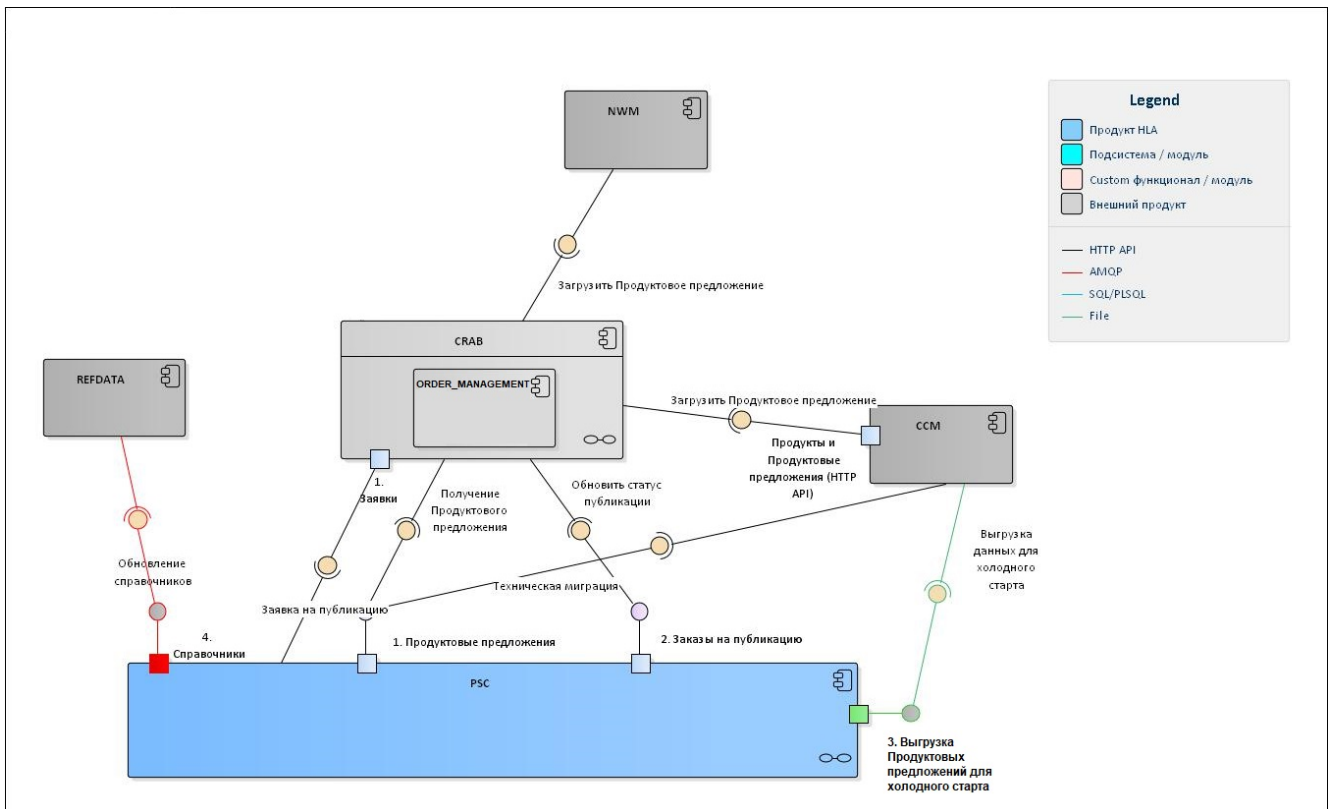 NWM
Legend
Продукт HLA
Подсистема / модуль
Custom функционал / модуль
Внешний продукт
HTTP API
AMQP
SQL/PLSQL
File
Загрузить Продуктовое предложение
CRAB
ORDER_MANAGEMENT
REFDATA
Загрузить Продуктовое предложение
CCM
Продукты и
Продуктовые
предложения (HTTP
API)
1.
Заявки
Получение
Продуктового
предложения
Обновить статус
публикации
Выгрузка
данных для
холодного
старта
Обновление
справочников
Техническая миграция
Заявка на публикацию
4.
Справочники
1. Продуктовые предложения
2. Заказы на публикацию
PSC
3. Выгрузка
Продуктовых
предложений для
холодного старта